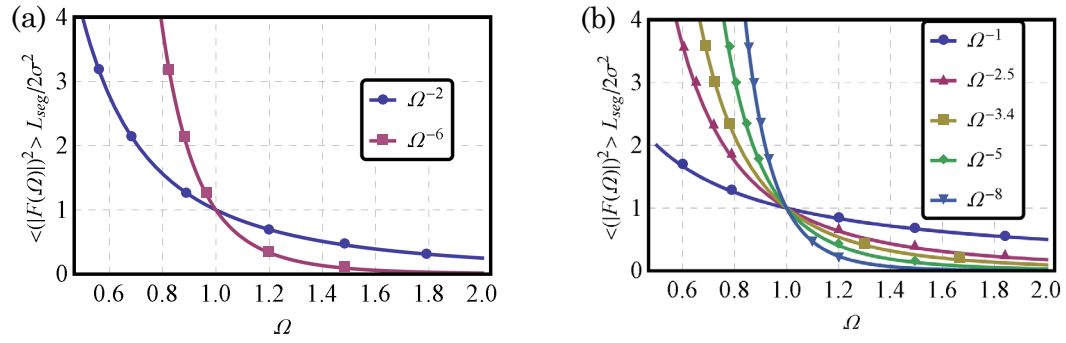 (a)
<(|F(Ω)|)²> L_seg/2σ²
4
3
2
1
0
0.6 0.8 1.0 1.2 1.4 1.6 1.8 2.0
Ω
Ω⁻²
Ω⁻⁶
(b)
<(|F(Ω)|)²> L_seg/2σ²
4
3
2
1
0
0.6 0.8 1.0 1.2 1.4 1.6 1.8 2.0
Ω
Ω⁻¹
Ω⁻²·⁵
Ω⁻³·⁴
Ω⁻⁵
Ω⁻⁸